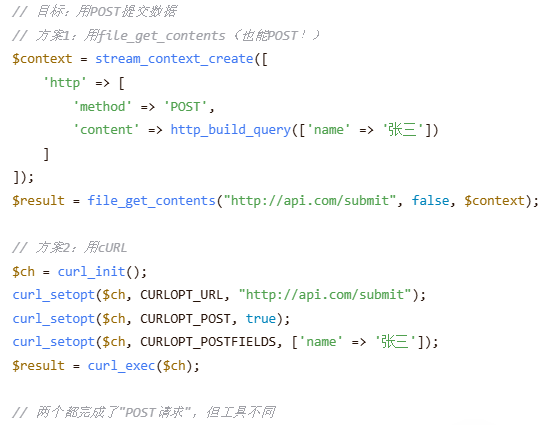 // 目标：用POST提交数据
// 方案1：用file_get_contents（也能POST！）
$context = stream_context_create([
    'http' => [
        'method' => 'POST',
        'content' => http_build_query(['name' => '张三'])
    ]
]);
$result = file_get_contents("http://api.com/submit", false, $context);

// 方案2：用cURL
$ch = curl_init();
curl_setopt($ch, CURLOPT_URL, "http://api.com/submit");
curl_setopt($ch, CURLOPT_POST, true);
curl_setopt($ch, CURLOPT_POSTFIELDS, ['name' => '张三']);
$result = curl_exec($ch);

// 两个都完成了"POST请求"，但工具不同